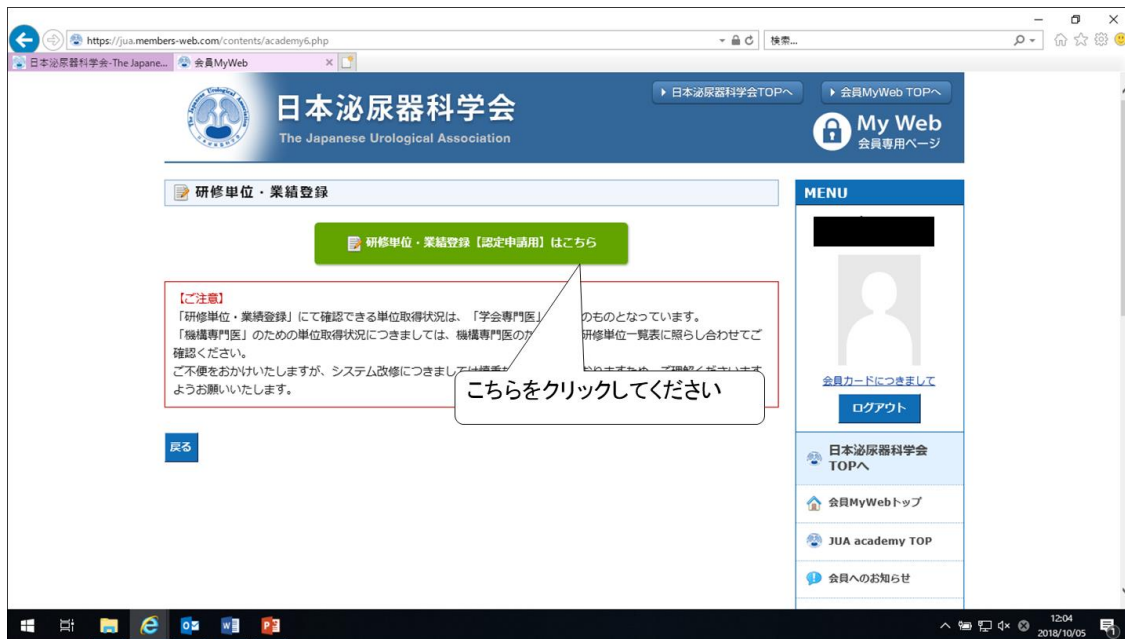 https://jua.members-web.com/contents/academy6.php
検索...
日本泌尿器科学会-The Japane...
会員MyWeb
日本泌尿器科学会
The Japanese Urological Association
日本泌尿器科学会TOPへ
会員MyWeb TOPへ
My Web
会員専用ページ
研修単位・業績登録
研修単位・業績登録【認定申請用】はこちら
【ご注意】
「研修単位・業績登録」にて確認できる単位取得状況は、「学会専門医」のものとなっています。
「機構専門医」のための単位取得状況につきましては、機構専門医のた研修単位一覧表に照らし合わせてご
確認ください。
ご不便をおかけいたしますが、システム改修につきまして
ようお願いいたします。
こちらをクリックしてください
戻る
MENU
会員カードにつきまして
ログアウト
日本泌尿器科学会
TOPへ
会員MyWebトップ
JUA academy TOP
会員へのお知らせ
12:04
2018/10/05